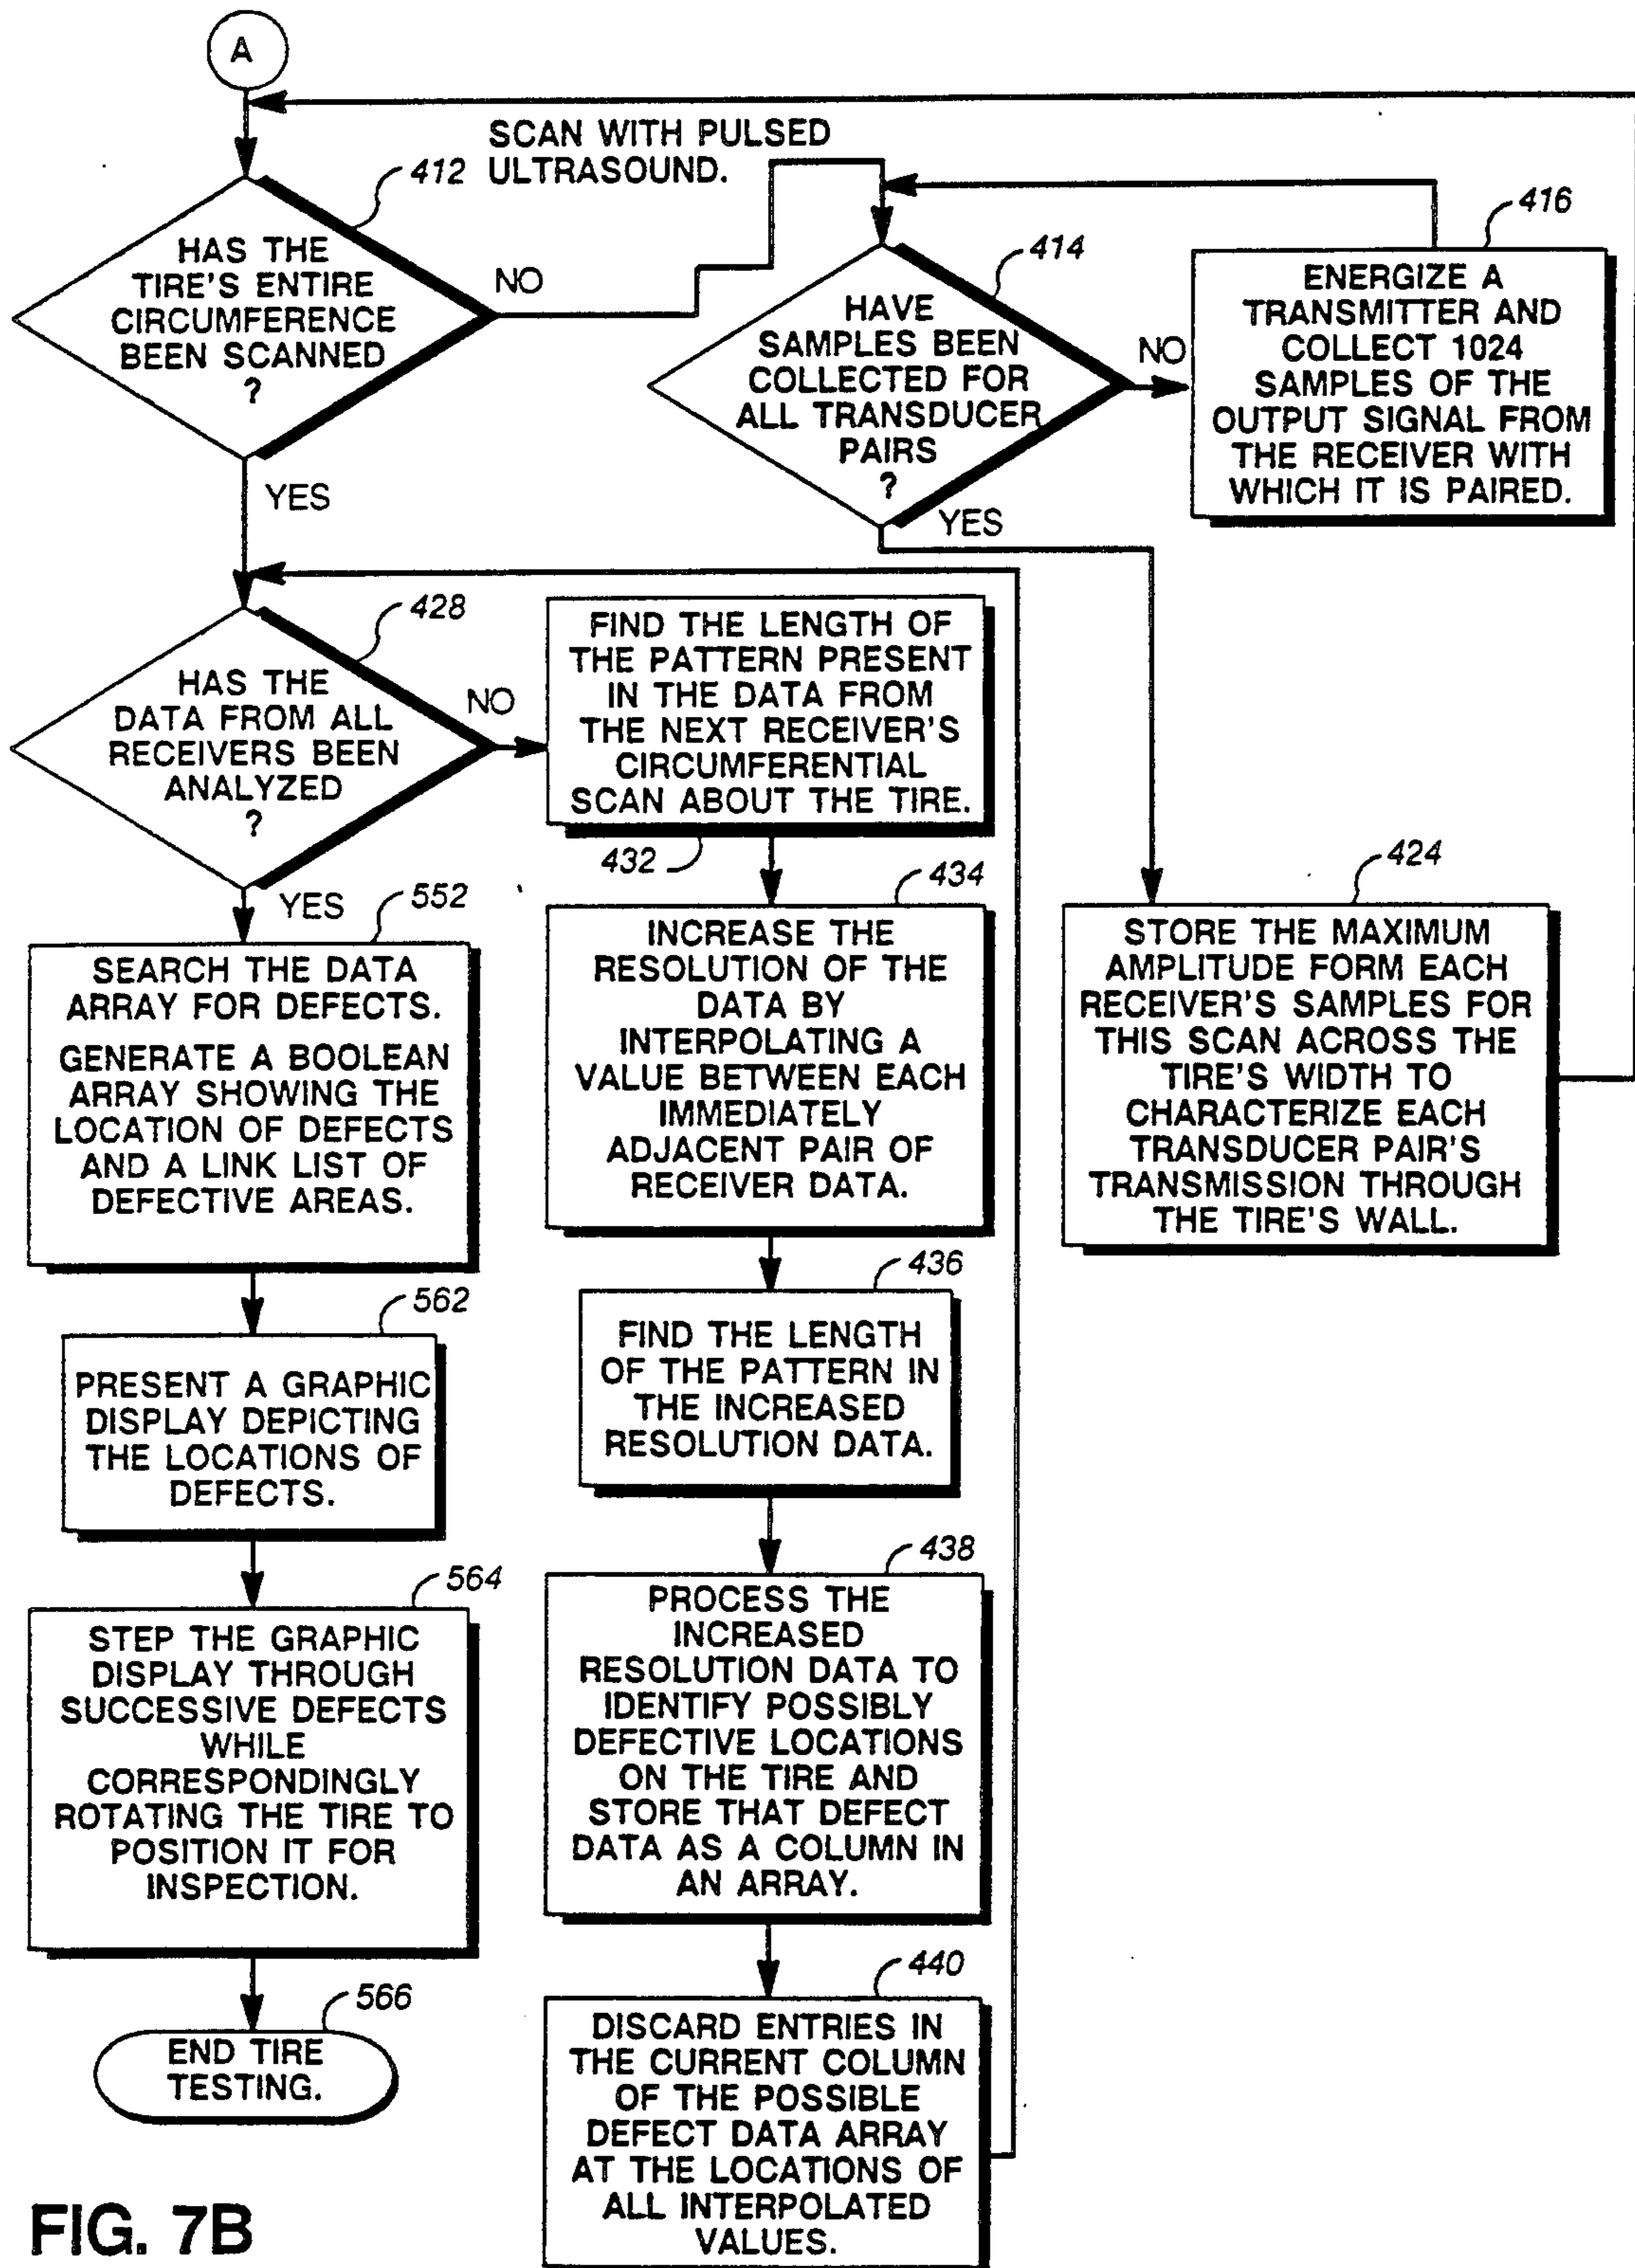 A
SCAN WITH PULSED
ULTRASOUND.
412
HAS THE
TIRE'S ENTIRE
CIRCUMFERENCE
BEEN SCANNED
?
NO
YES
414
HAVE
SAMPLES BEEN
COLLECTED FOR
ALL TRANSDUCER
PAIRS
?
NO
YES
416
ENERGIZE A
TRANSMITTER AND
COLLECT 1024
SAMPLES OF THE
OUTPUT SIGNAL FROM
THE RECEIVER WITH
WHICH IT IS PAIRED.
428
HAS THE
DATA FROM ALL
RECEIVERS BEEN
ANALYZED
?
NO
YES
FIND THE LENGTH OF
THE PATTERN PRESENT
IN THE DATA FROM
THE NEXT RECEIVER'S
CIRCUMFERENTIAL
SCAN ABOUT THE TIRE.
432
434
INCREASE THE
RESOLUTION OF THE
DATA BY
INTERPOLATING A
VALUE BETWEEN EACH
IMMEDIATELY
ADJACENT PAIR OF
RECEIVER DATA.
424
STORE THE MAXIMUM
AMPLITUDE FORM EACH
RECEIVER'S SAMPLES FOR
THIS SCAN ACROSS THE
TIRE'S WIDTH TO
CHARACTERIZE EACH
TRANSDUCER PAIR'S
TRANSMISSION THROUGH
THE TIRE'S WALL.
552
SEARCH THE DATA
ARRAY FOR DEFECTS.
GENERATE A BOOLEAN
ARRAY SHOWING THE
LOCATION OF DEFECTS
AND A LINK LIST OF
DEFECTIVE AREAS.
436
FIND THE LENGTH
OF THE PATTERN IN
THE INCREASED
RESOLUTION DATA.
562
PRESENT A GRAPHIC
DISPLAY DEPICTING
THE LOCATIONS OF
DEFECTS.
438
PROCESS THE
INCREASED
RESOLUTION DATA TO
IDENTIFY POSSIBLY
DEFECTIVE LOCATIONS
ON THE TIRE AND
STORE THAT DEFECT
DATA AS A COLUMN IN
AN ARRAY.
564
STEP THE GRAPHIC
DISPLAY THROUGH
SUCCESSIVE DEFECTS
WHILE
CORRESPONDINGLY
ROTATING THE TIRE TO
POSITION IT FOR
INSPECTION.
440
DISCARD ENTRIES IN
THE CURRENT COLUMN
OF THE POSSIBLE
DEFECT DATA ARRAY
AT THE LOCATIONS OF
ALL INTERPOLATED
VALUES.
566
END TIRE
TESTING.
FIG. 7B